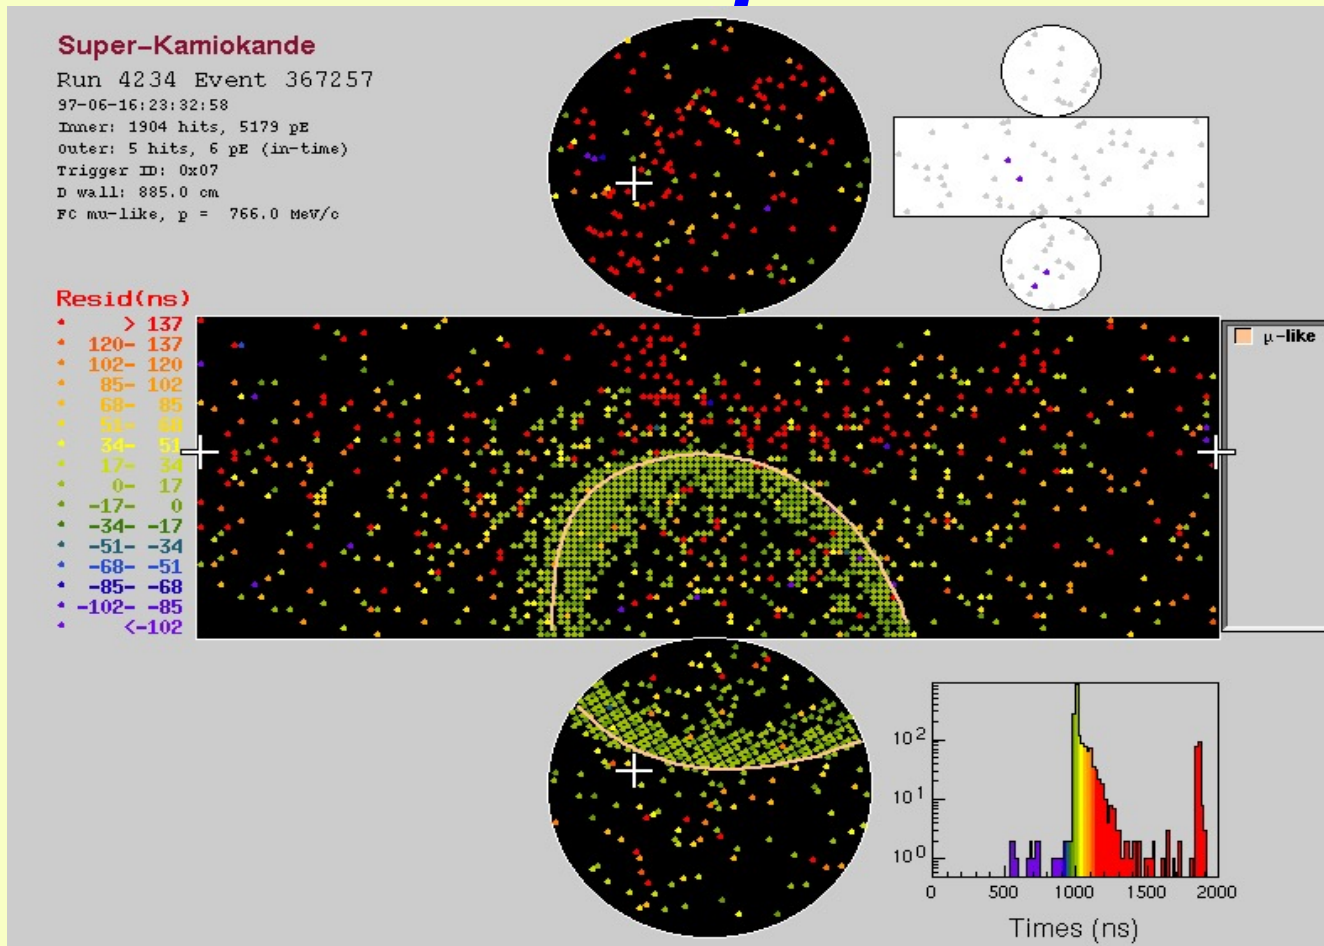 Super-Kamiokande
Run 4234 Event 367257
97-06-16:23:32:58
Inner: 1904 hits, 5179 pE
Outer: 5 hits, 6 pE (in-time)
Trigger ID: 0x07
D wall: 885.0 cm
FC mu-like, p = 766.0 MeV/c
Resid(ns)
> 137
120- 137
102- 120
85- 102
68- 85
51- 68
34- 51
17- 34
0- 17
-17- 0
-34- -17
-51- -34
-68- -51
-85- -68
-102- -85
<-102
μ-like
10²
10¹
10⁰
0 500 1000 1500 2000
Times (ns)